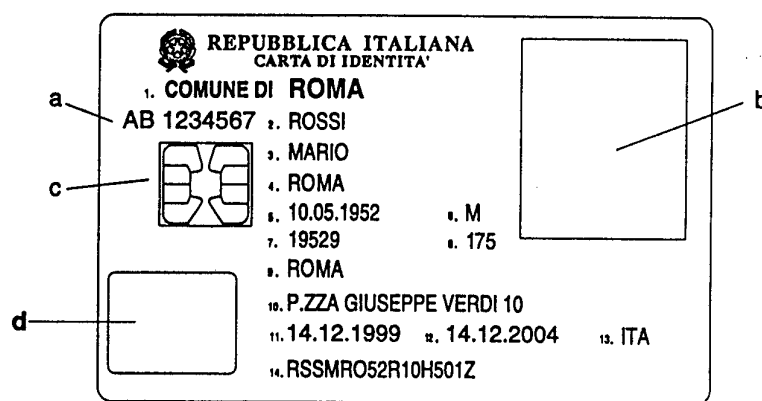 REPUBBLICA ITALIANA
CARTA DI IDENTITA'
1. COMUNE DI ROMA
a
AB 1234567 2. ROSSI
b
3. MARIO
c
4. ROMA
5. 10.05.1952 6. M
7. 19529 8. 175
9. ROMA
10. P.ZZA GIUSEPPE VERDI 10
d
11. 14.12.1999 12. 14.12.2004 13. ITA
14. RSSMRO52R10H501Z